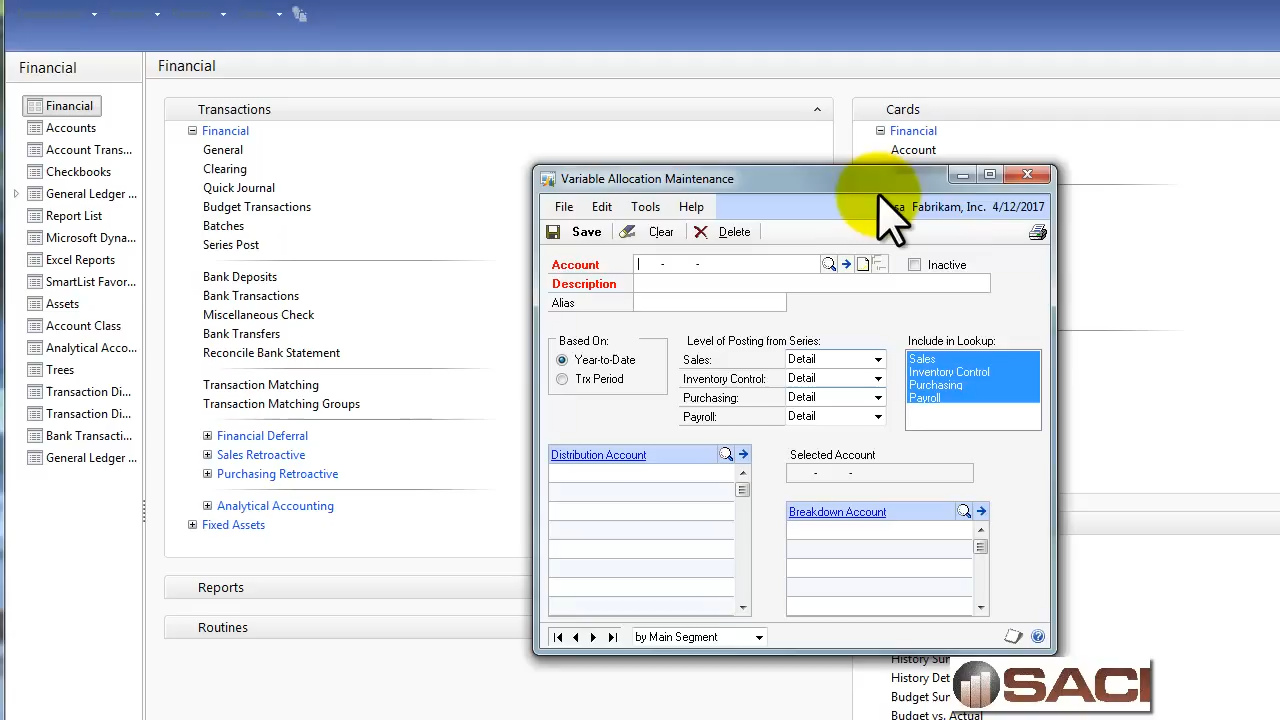 Financial
Financial
Accounts
Account Trans...
Checkbooks
General Ledger ...
Report List
Microsoft Dyna...
Excel Reports
SmartList Favor...
Assets
Account Class
Analytical Acco...
Trees
Transaction Di...
Transaction Di...
Bank Transacti...
General Ledger ...
Financial
Transactions
Financial
General
Clearing
Quick Journal
Budget Transactions
Batches
Series Post
Bank Deposits
Bank Transactions
Miscellaneous Check
Bank Transfers
Reconcile Bank Statement
Transaction Matching
Transaction Matching Groups
Financial Deferral
Sales Retroactive
Purchasing Retroactive
Analytical Accounting
Fixed Assets
Reports
Routines
Cards
Financial
Account
Variable Allocation Maintenance
File Edit Tools Help
sa Fabrikam, Inc. 4/12/2017
Save Clear Delete
Account - - Inactive
Description
Alias
Based On:
Year-to-Date
Trx Period
Level of Posting from Series:
Sales: Detail
Inventory Control: Detail
Purchasing: Detail
Payroll: Detail
Include in Lookup:
Sales
Inventory Control
Purchasing
Payroll
Distribution Account
Selected Account
- -
Breakdown Account
by Main Segment
History Su
History Det
Budget Sun
Budget vs. Actual
SACI